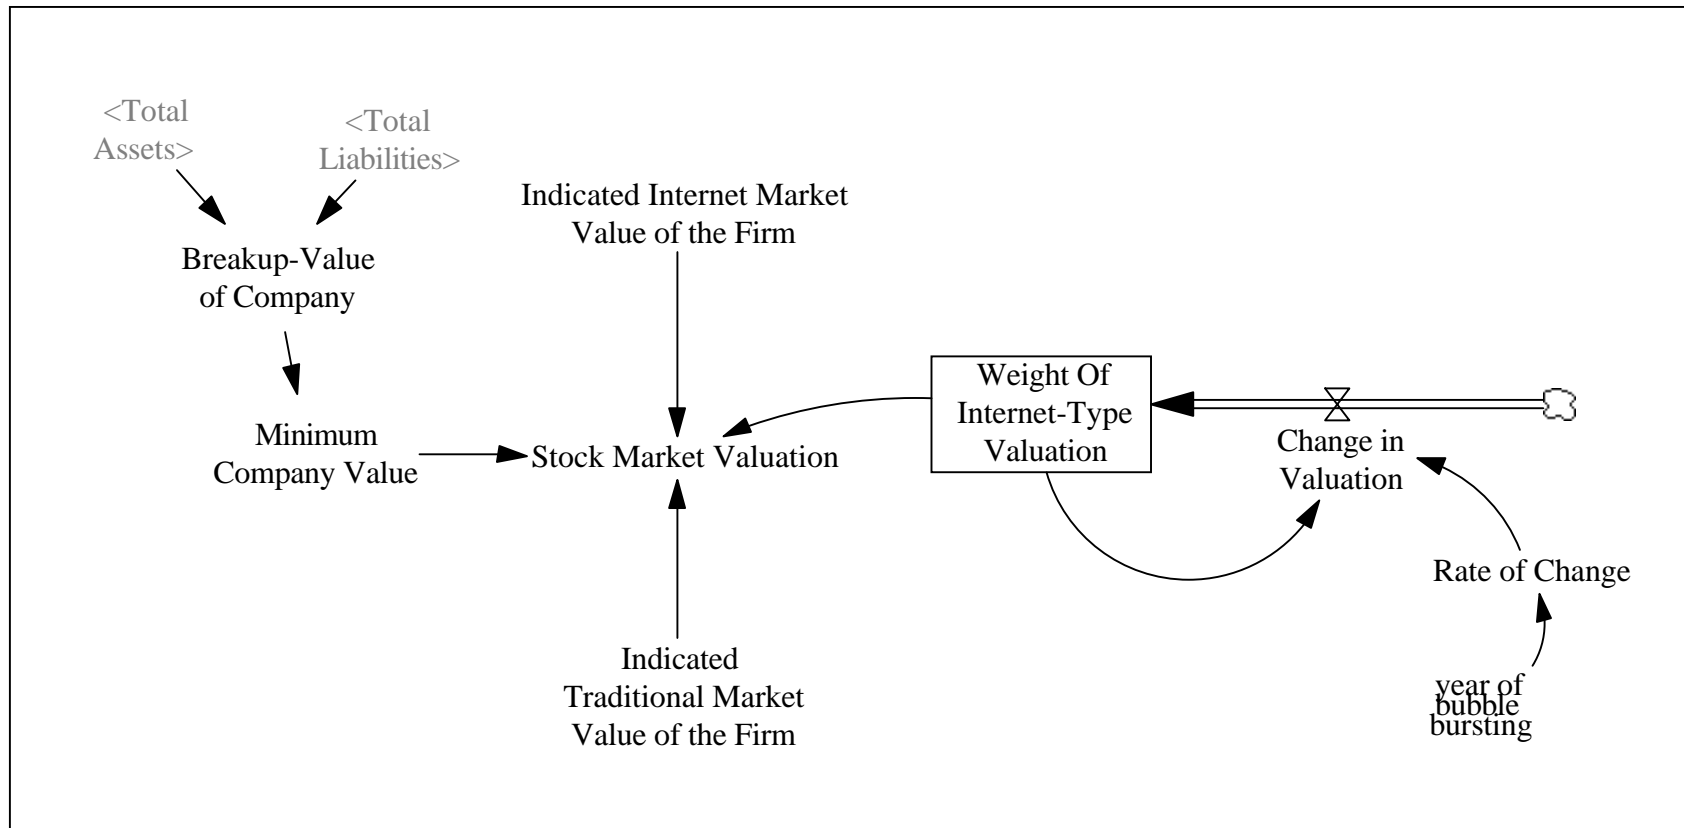 <Total
Assets>
<Total
Liabilities>
Indicated Internet Market
Value of the Firm
Breakup-Value
of Company
Weight Of
Internet-Type
Valuation
Minimum
Company Value
Stock Market Valuation
Change in
Valuation
Rate of Change
Indicated
Traditional Market
Value of the Firm
year of
bubble
bursting